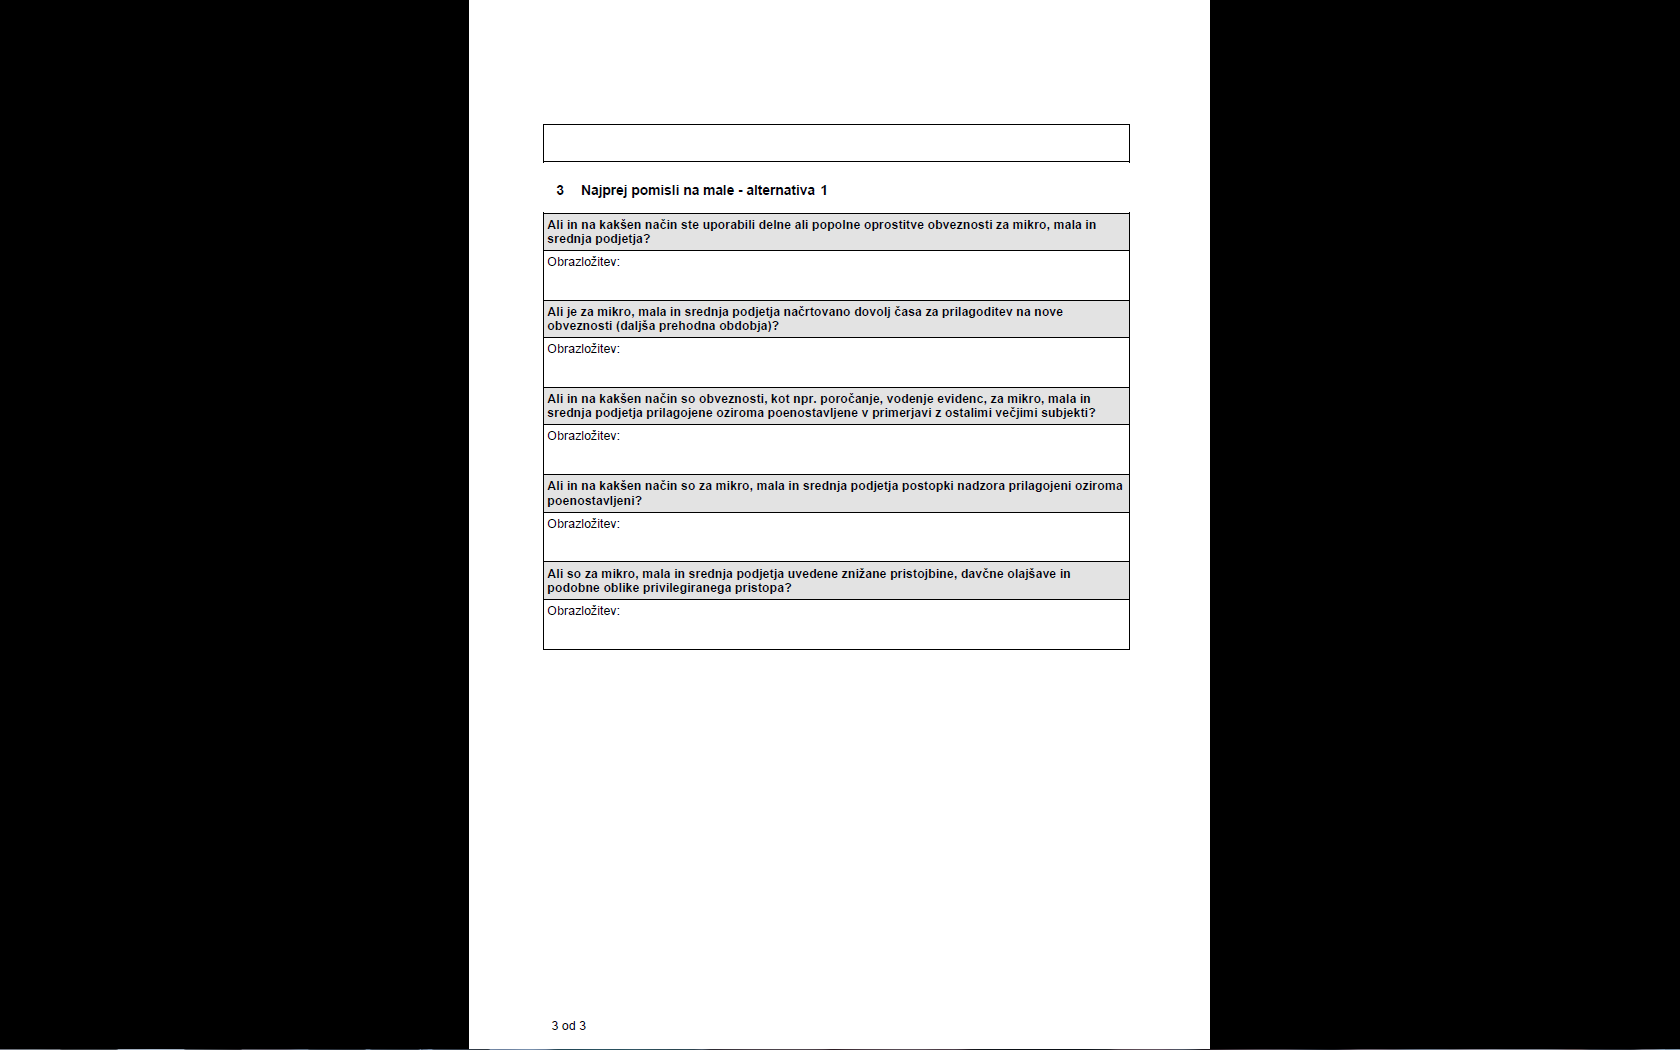 3 Najprej pomisli na male - alternativa 1
Ali in na kakšen način ste uporabili delne ali popolne oprostitve obveznosti za mikro, mala in
srednja podjetja?
Obrazložitev:
Ali je za mikro, mala in srednja podjetja načrtovano dovolj časa za prilagoditev na nove
obveznosti (daljša prehodna obdobja)?
Obrazložitev:
Ali in na kakšen način so obveznosti, kot npr. poročanje, vodenje evidenc, za mikro, mala in
srednja podjetja prilagojene oziroma poenostavljene v primerjavi z ostalimi večjimi subjekti?
Obrazložitev:
Ali in na kakšen način so za mikro, mala in srednja podjetja postopki nadzora prilagojeni oziroma
poenostavljeni?
Obrazložitev:
Ali so za mikro, mala in srednja podjetja uvedene znižane pristojbine, davčne olajšave in
podobne oblike privilegiranega pristopa?
Obrazložitev:
3 od 3